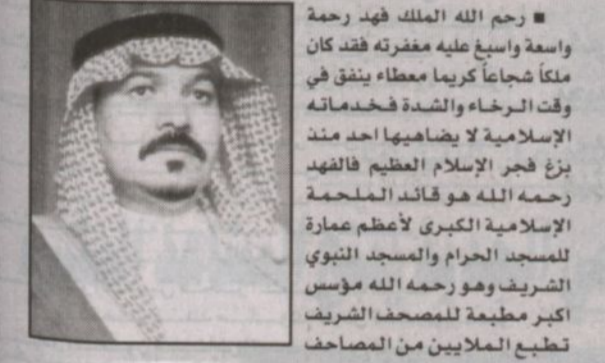 ■ رحم الله الملك فهد رحمة
واسعة واسبغ عليه مغفرته فقد كان
ملكاً شجاعاً كريما معطاء ينفق في
وقت الرخاء والشدة فخدماته
الإسلامية لا يضاهيها احد منذ
بزغ فجر الإسلام العظيم فالفهد
رحمه الله هو قائد الملحمة
الإسلامية الكبرى لأعظم عمارة
للمسجد الحرام والمسجد النبوي
الشريف وهو رحمه الله مؤسس
اكبر مطبعة للمصحف الشريف
تطبع الملايين من المصاحف